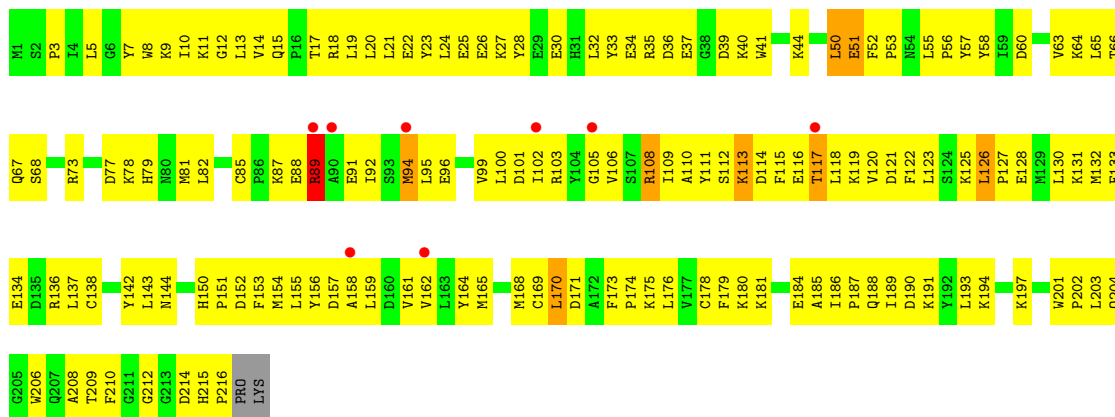 M1 S2 P3 I4 L5 G6 Y7 W8 K9 I10 K11 G12 L13 V14 Q15 P16 T17 R18 L19 L20 L21 E22 Y23 L24 E25 E26 K27 Y28 E29 E30 H31 L32 Y33 E34 R35 D36 E37 G38 D39 K40 W41 K44 L50 E51 F52 P53 N54 L55 P56 Y57 Y58 I59 D60 V63 K64 L65 T66
Q67 S68 R73 D77 K78 H79 N80 M81 L82 C85 P86 K87 E88 R89 A90 E91 I92 S93 M94 L95 E96 V99 L100 D101 I102 R103 Y104 G105 V106 S107 R108 I109 A110 Y111 S112 K113 D114 F115 E116 T117 L118 K119 V120 D121 F122 L123 S124 K125 L126 P127 E128 M129 L130 K131 M132 F133
E134 D135 R136 L137 C138 Y142 L143 N144 H150 P151 D152 F153 M154 L155 Y156 D157 A158 L159 D160 V161 V162 L163 Y164 M165 M168 C169 L170 D171 A172 F173 P174 K175 L176 V177 C178 F179 K180 K181 E184 A185 I186 P187 Q188 I189 D190 K191 Y192 L193 K194 K197 W201 P202 L203 Q204
G205 W206 Q207 A208 T209 F210 G211 G212 G213 D214 H215 P216 PRO LYS